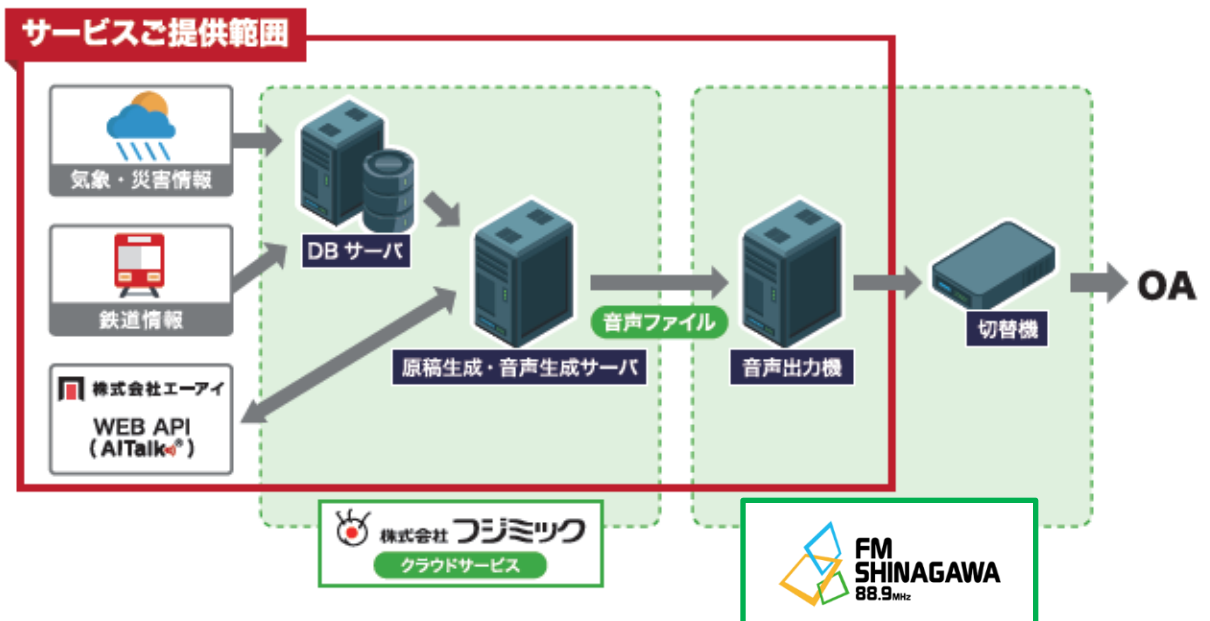 サービスご提供範囲
気象・災害情報
DB サーバ
鉄道情報
音声ファイル
切替機
OA
原稿生成・音声生成サーバ
音声出力機
株式会社エーアイ
WEB API
(AITalk®)
株式会社フジミック
クラウドサービス
FM
SHINAGAWA
88.9MHz